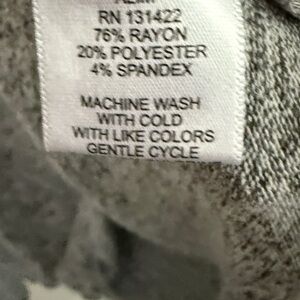 RN 131422
76% RAYON
20% POLYESTER
4% SPANDEX
MACHINE WASH
WITH COLD
WITH LIKE COLORS
GENTLE CYCLE